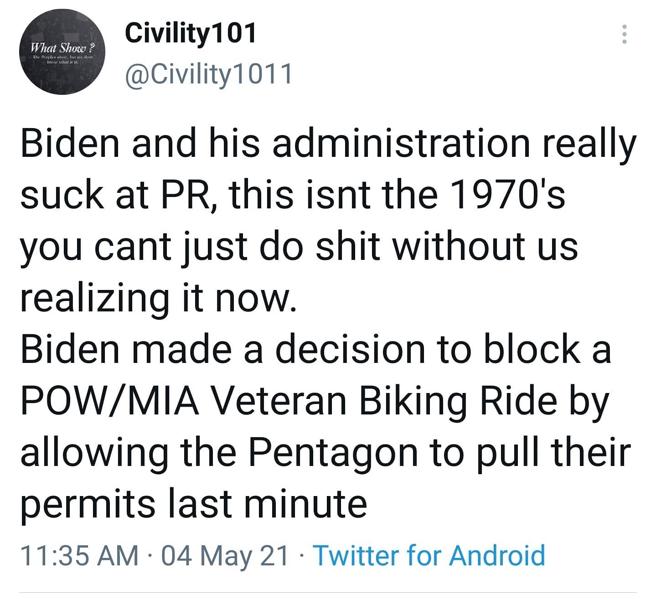 What Show ?
Civility101
@Civility1011
Biden and his administration really
suck at PR, this isnt the 1970's
you cant just do shit without us
realizing it now.
Biden made a decision to block a
POW/MIA Veteran Biking Ride by
allowing the Pentagon to pull their
permits last minute
11:35 AM · 04 May 21 · Twitter for Android